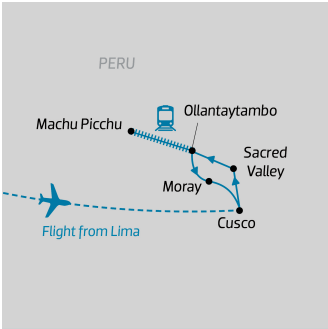 PERU
Ollantaytambo
Machu Picchu
Sacred
Valley
Moray
Cusco
Flight from Lima